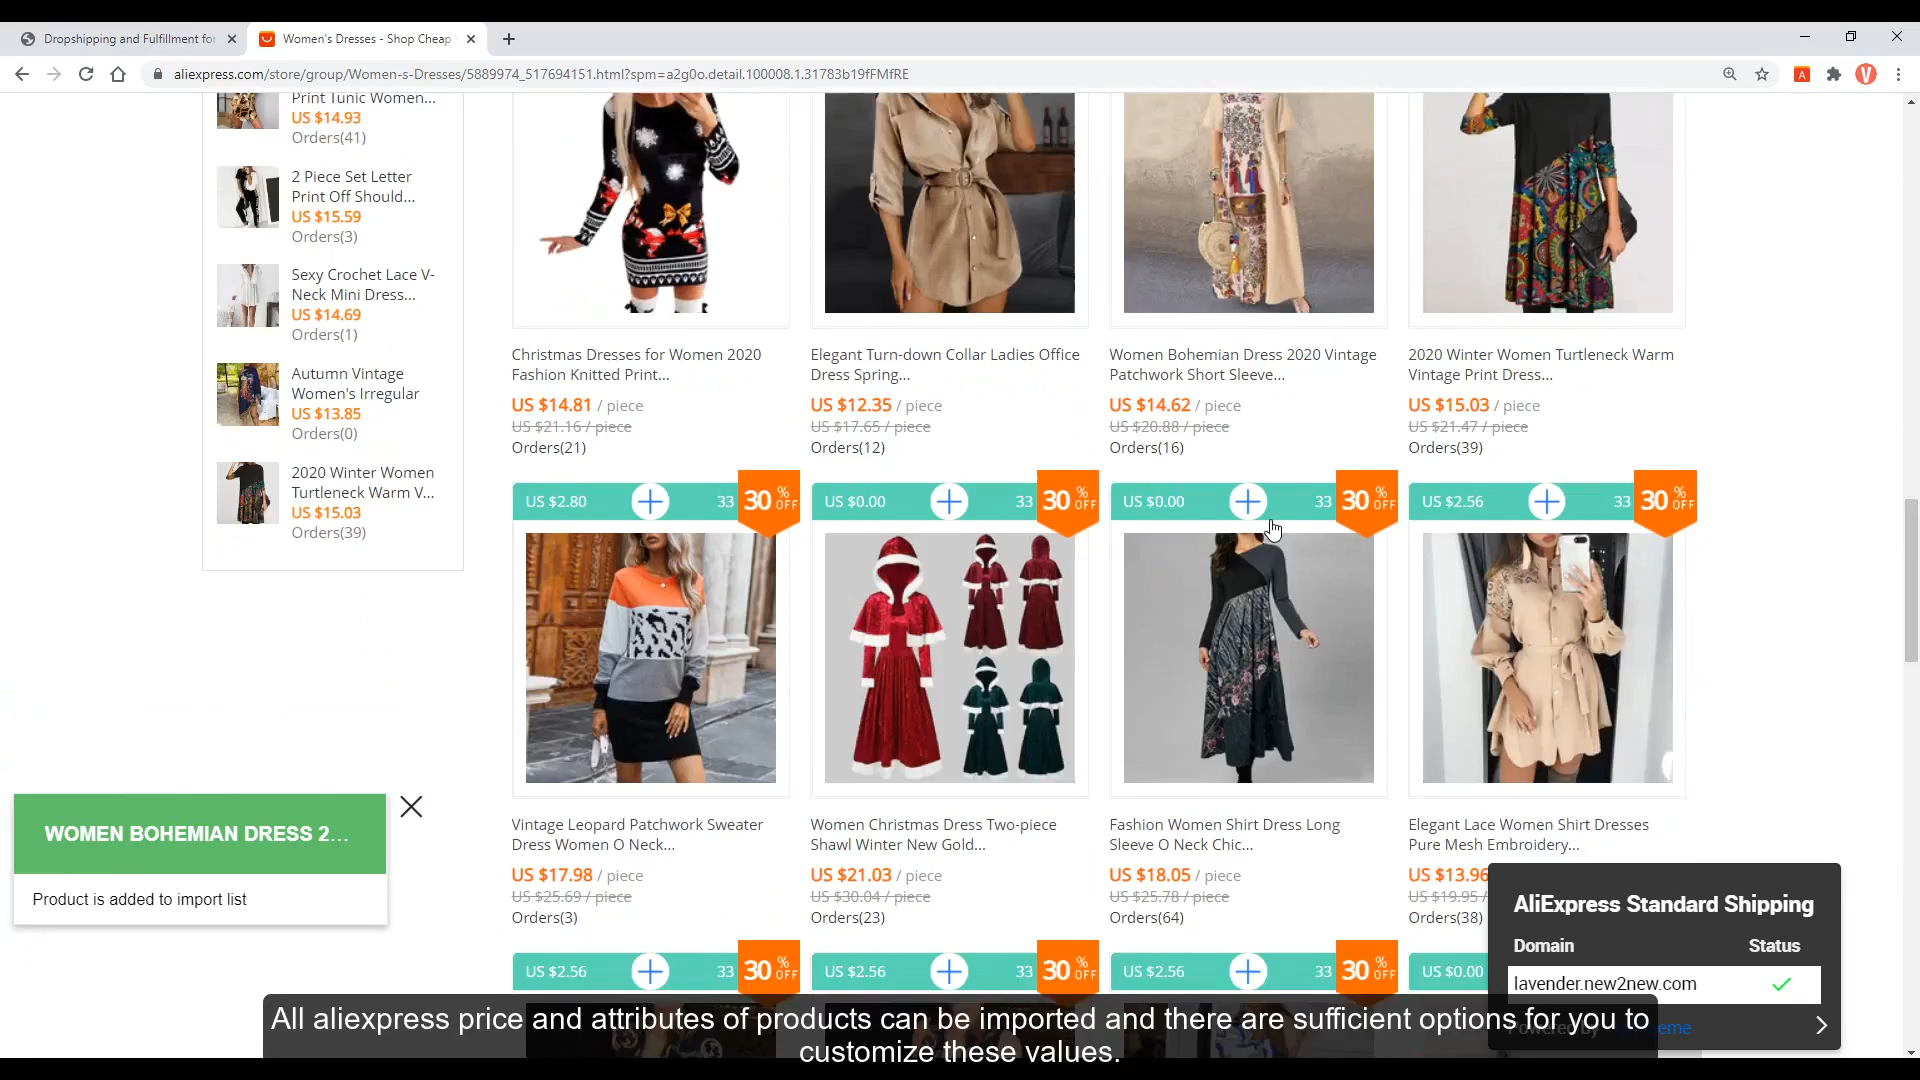 Dropshipping and Fulfillment for
Women's Dresses - Shop Cheap
aliexpress.com/store/group/Women-s-Dresses/5889974_517694151.html?spm=a2g0o.detail.100008.1.31783b19fFMfRE
A
V
Print Tunic Women...
US $14.93
Orders(41)
2 Piece Set Letter
Print Off Should...
US $15.59
Orders(3)
Sexy Crochet Lace V-
Neck Mini Dress...
US $14.69
Orders(1)
Autumn Vintage
Women's Irregular
US $13.85
Orders(0)
2020 Winter Women
Turtleneck Warm V...
US $15.03
Orders(39)
Christmas Dresses for Women 2020
Fashion Knitted Print...
US $14.81 / piece
US $21.16 / piece
Orders(21)
Elegant Turn-down Collar Ladies Office
Dress Spring...
US $12.35 / piece
US $17.65 / piece
Orders(12)
Women Bohemian Dress 2020 Vintage
Patchwork Short Sleeve...
US $14.62 / piece
US $20.88 / piece
Orders(16)
2020 Winter Women Turtleneck Warm
Vintage Print Dress...
US $15.03 / piece
US $21.47 / piece
Orders(39)
US $2.80 33 30 % OFF
US $0.00 33 30 % OFF
US $0.00 33 30 % OFF
US $2.56 33 30 % OFF
Vintage Leopard Patchwork Sweater
Dress Women O Neck...
US $17.98 / piece
US $25.69 / piece
Orders(3)
Women Christmas Dress Two-piece
Shawl Winter New Gold...
US $21.03 / piece
US $30.04 / piece
Orders(23)
Fashion Women Shirt Dress Long
Sleeve O Neck Chic...
US $18.05 / piece
US $25.78 / piece
Orders(64)
Elegant Lace Women Shirt Dresses
Pure Mesh Embroidery...
US $13.96
US $19.95 /
Orders(38)
US $2.56 33 30 % OFF
US $2.56 33 30 % OFF
US $2.56 33 30 % OFF
US $0.00
WOMEN BOHEMIAN DRESS 2...
Product is added to import list
AliExpress Standard Shipping
Domain Status
lavender.new2new.com
Powered By
All aliexpress price and attributes of products can be imported and there are sufficient options for you to
customize these values.